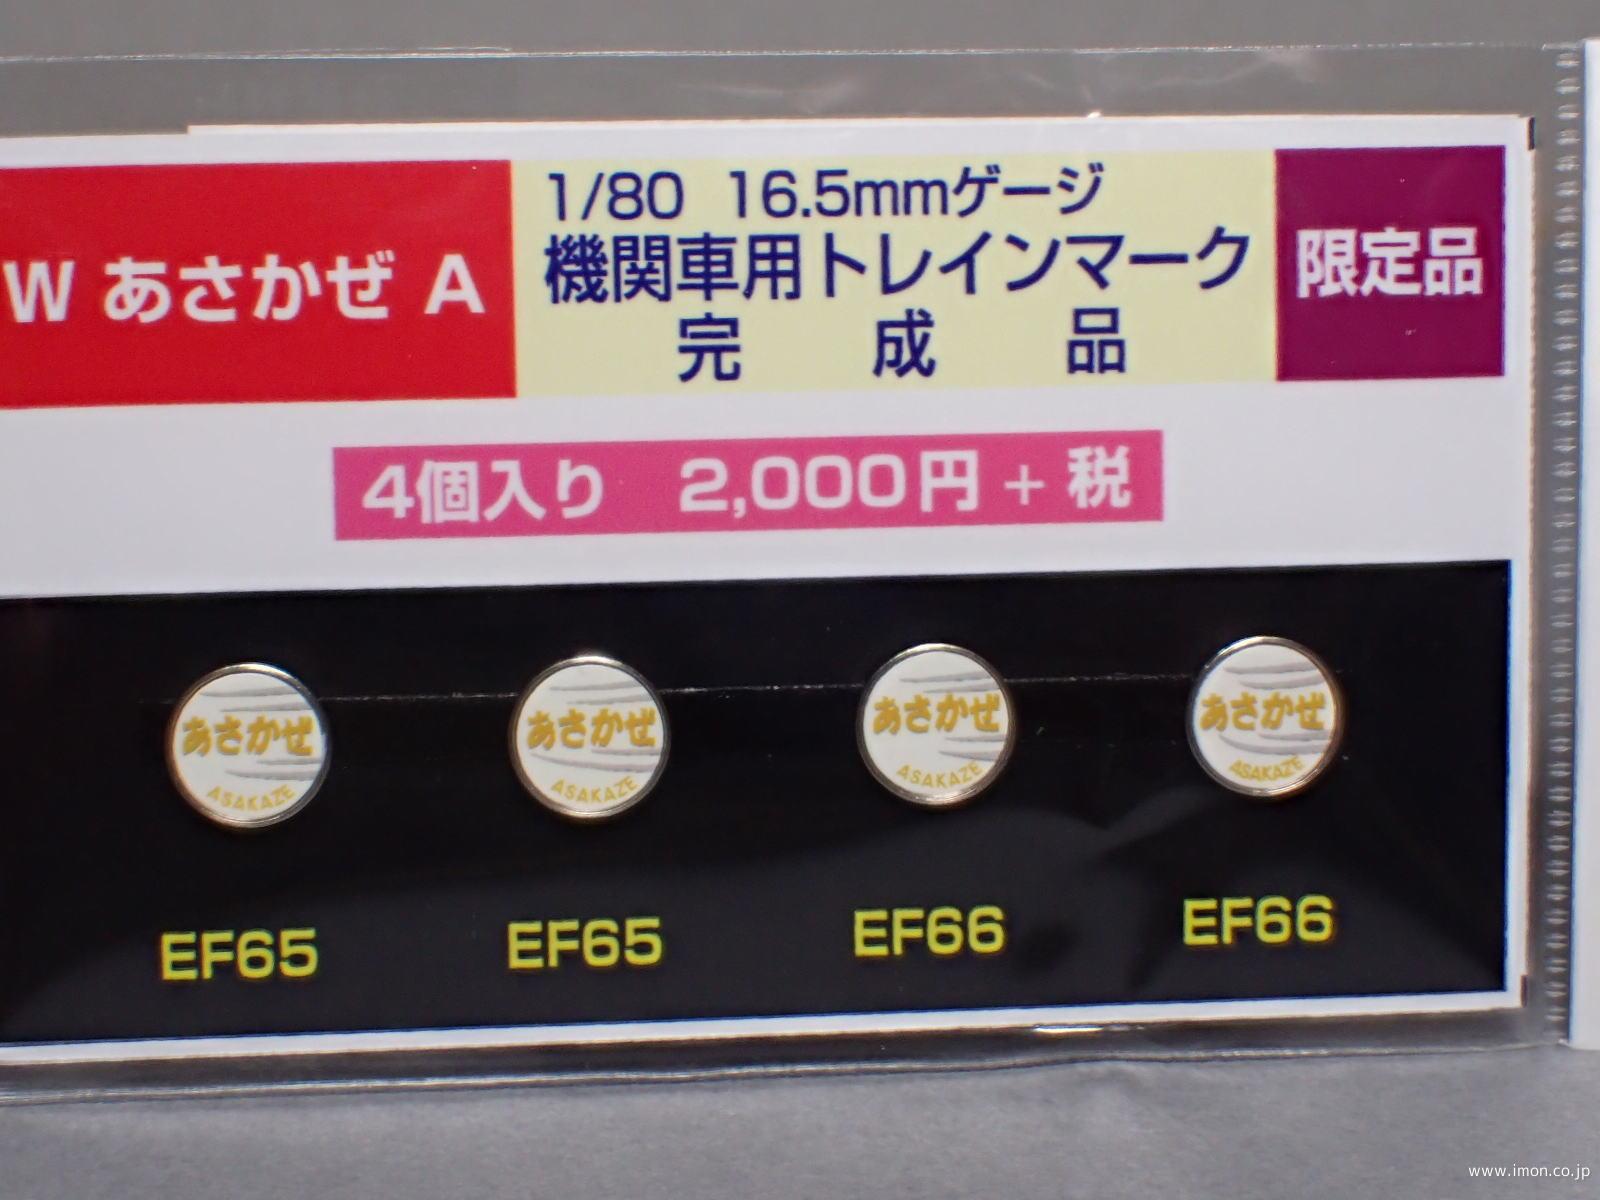 W あさかぜ A
1/80 16.5mmゲージ
機関車用トレインマーク
完成品
限定品
4個入り 2,000円 + 税
あさかぜ
ASAKAZE
あさかぜ
ASAKAZE
あさかぜ
ASAKAZE
あさかぜ
ASAKAZE
EF65
EF65
EF66
EF66
www.imon.co.jp